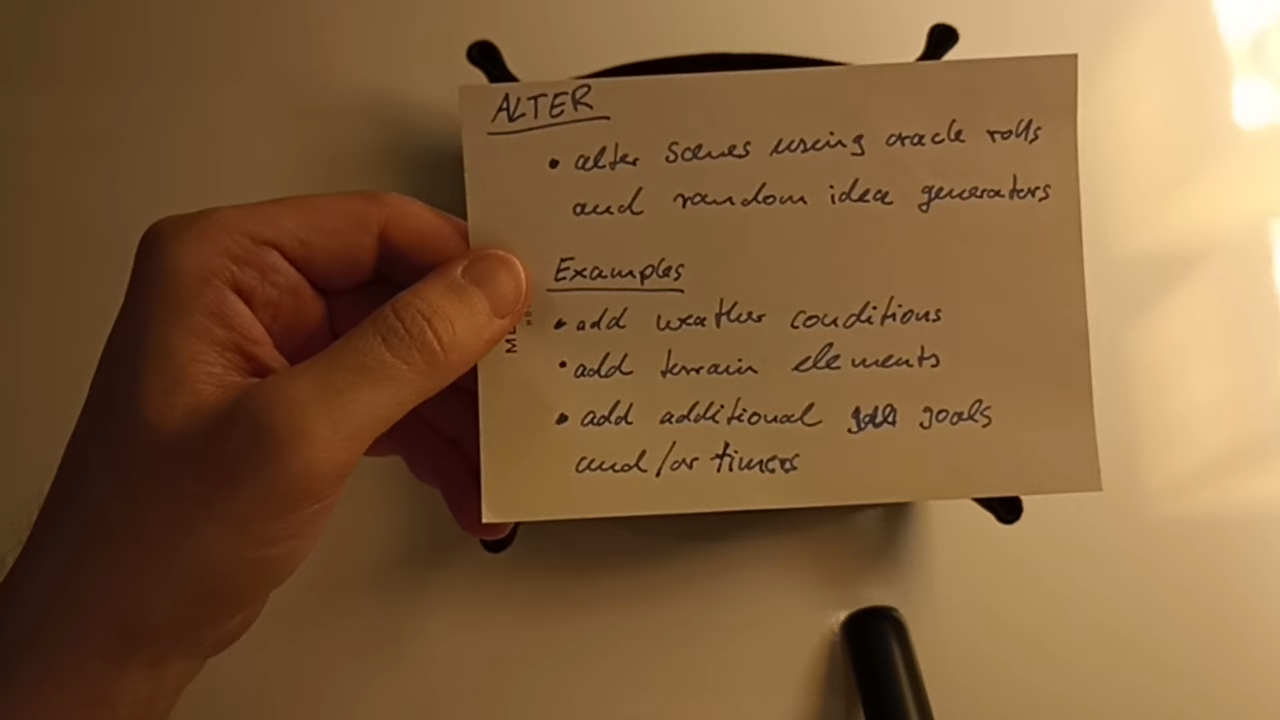 ALTER
• alter scenes using oracle rolls
and random idea generators
Examples
• add weather conditions
• add terrain elements
• add additional goals
and/or timers